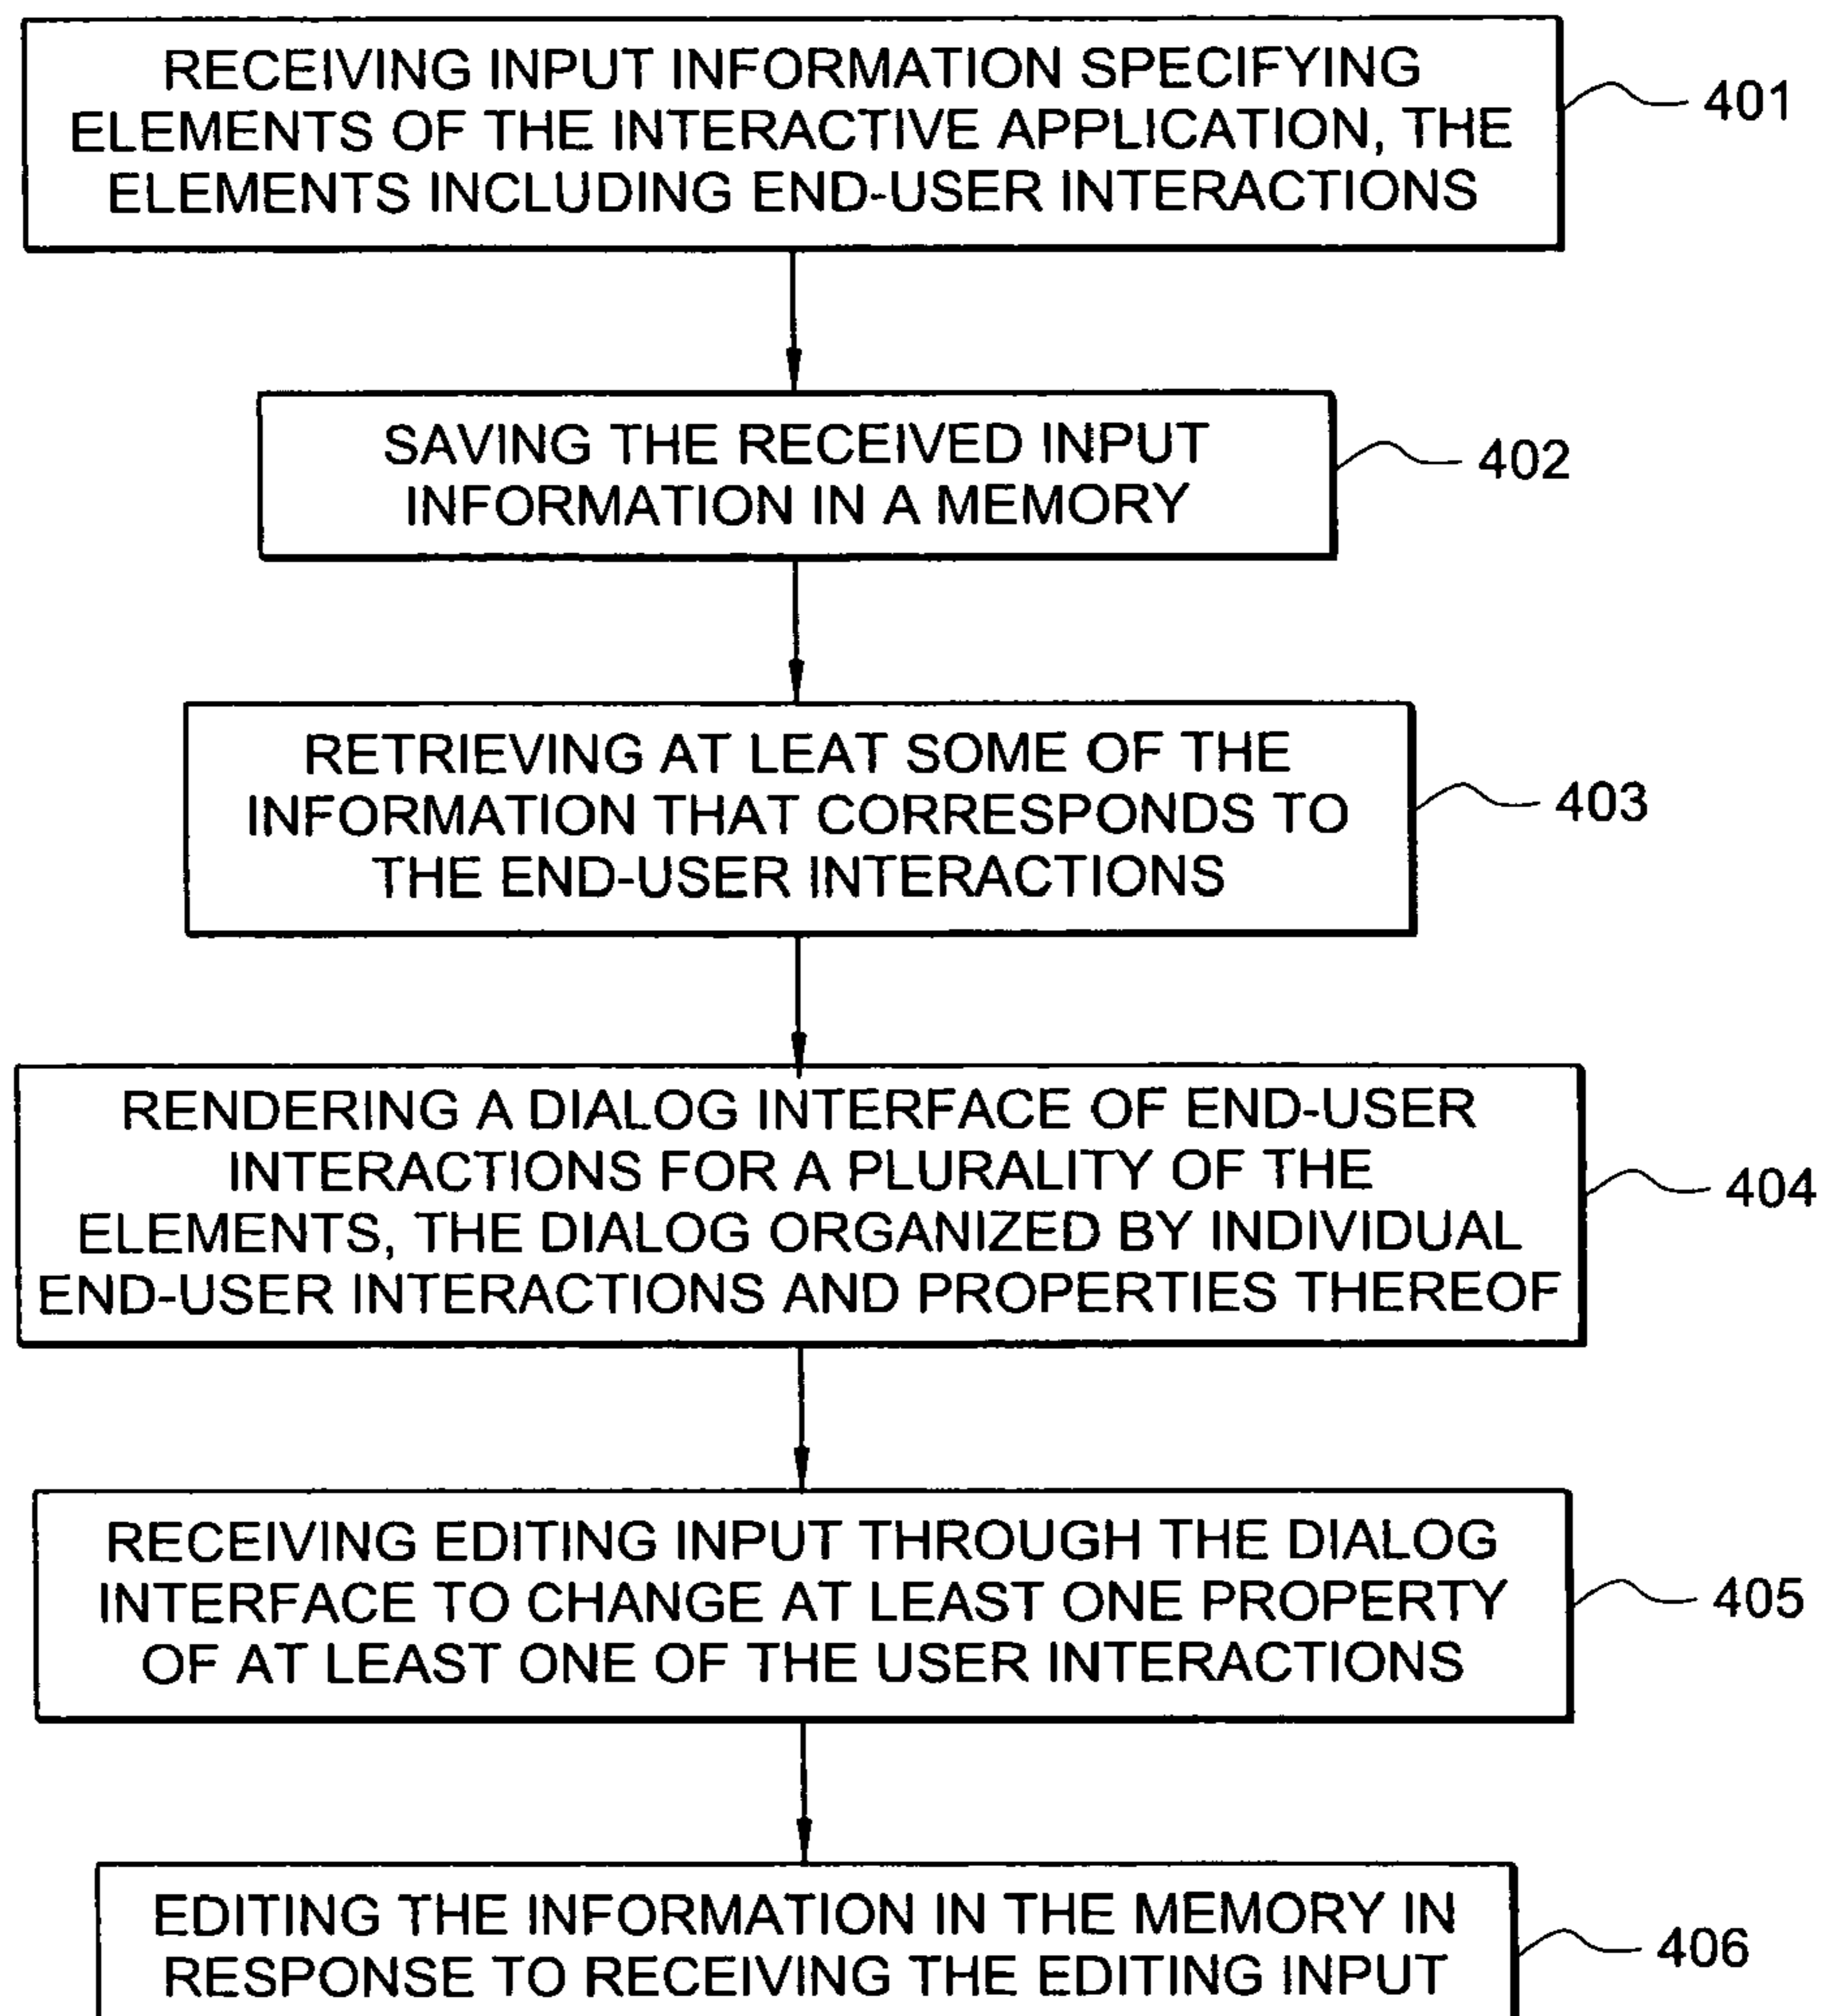 RECEIVING INPUT INFORMATION SPECIFYING
ELEMENTS OF THE INTERACTIVE APPLICATION, THE
ELEMENTS INCLUDING END-USER INTERACTIONS
401
SAVING THE RECEIVED INPUT
INFORMATION IN A MEMORY
402
RETRIEVING AT LEAT SOME OF THE
INFORMATION THAT CORRESPONDS TO
THE END-USER INTERACTIONS
403
RENDERING A DIALOG INTERFACE OF END-USER
INTERACTIONS FOR A PLURALITY OF THE
ELEMENTS, THE DIALOG ORGANIZED BY INDIVIDUAL
END-USER INTERACTIONS AND PROPERTIES THEREOF
404
RECEIVING EDITING INPUT THROUGH THE DIALOG
INTERFACE TO CHANGE AT LEAST ONE PROPERTY
OF AT LEAST ONE OF THE USER INTERACTIONS
405
EDITING THE INFORMATION IN THE MEMORY IN
RESPONSE TO RECEIVING THE EDITING INPUT
406